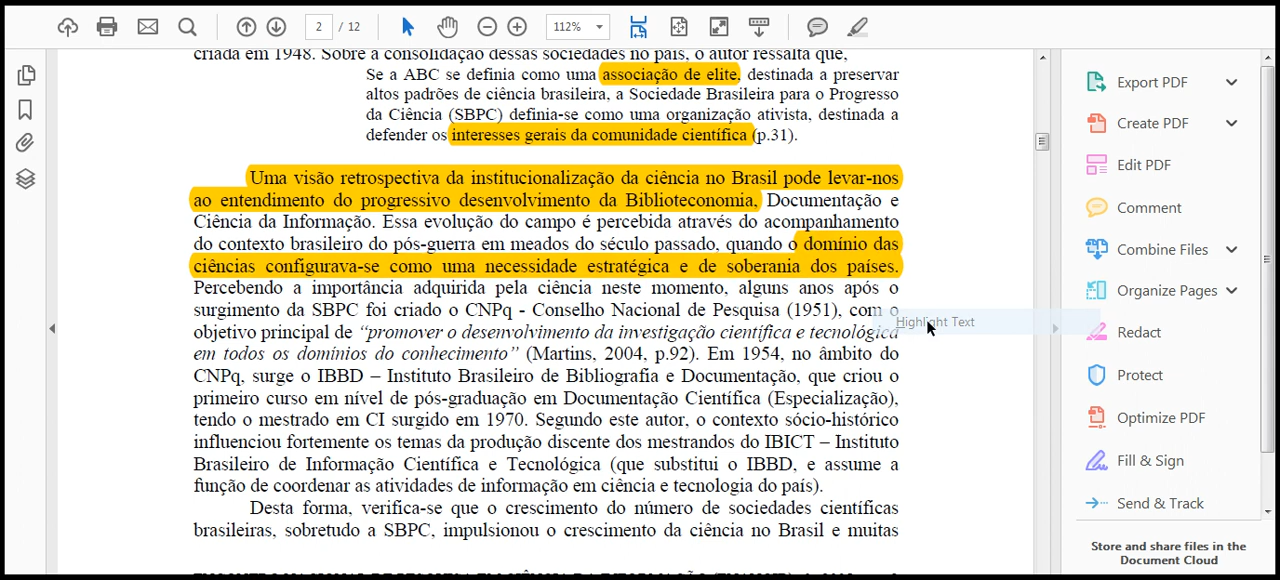 2 / 12
112%
criada em 1948. Sobre a consolidação dessas sociedades no país, o autor ressalta que,
Se a ABC se definia como uma associação de elite, destinada a preservar
altos padrões de ciência brasileira, a Sociedade Brasileira para o Progresso
da Ciência (SBPC) definia-se como uma organização ativista, destinada a
defender os interesses gerais da comunidade científica (p.31).
Uma visão retrospectiva da institucionalização da ciência no Brasil pode levar-nos
ao entendimento do progressivo desenvolvimento da Biblioteconomia, Documentação e
Ciência da Informação. Essa evolução do campo é percebida através do acompanhamento
do contexto brasileiro do pós-guerra em meados do século passado, quando o domínio das
ciências configurava-se como uma necessidade estratégica e de soberania dos países.
Percebendo a importância adquirida pela ciência neste momento, alguns anos após o
surgimento da SBPC foi criado o CNPq - Conselho Nacional de Pesquisa (1951), com o
objetivo principal de “promover o desenvolvimento da investigação científica e tecnológica
em todos os domínios do conhecimento” (Martins, 2004, p.92). Em 1954, no âmbito do
CNPq, surge o IBBD – Instituto Brasileiro de Bibliografia e Documentação, que criou o
primeiro curso em nível de pós-graduação em Documentação Científica (Especialização),
tendo o mestrado em CI surgido em 1970. Segundo este autor, o contexto sócio-histórico
influenciou fortemente os temas da produção discente dos mestrandos do IBICT – Instituto
Brasileiro de Informação Científica e Tecnológica (que substitui o IBBD, e assume a
função de coordenar as atividades de informação em ciência e tecnologia do país).
Desta forma, verifica-se que o crescimento do número de sociedades científicas
brasileiras, sobretudo a SBPC, impulsionou o crescimento da ciência no Brasil e muitas
Highlight Text
Export PDF
Create PDF
Edit PDF
Comment
Combine Files
Organize Pages
Redact
Protect
Optimize PDF
Fill & Sign
Send & Track
Store and share files in the
Document Cloud